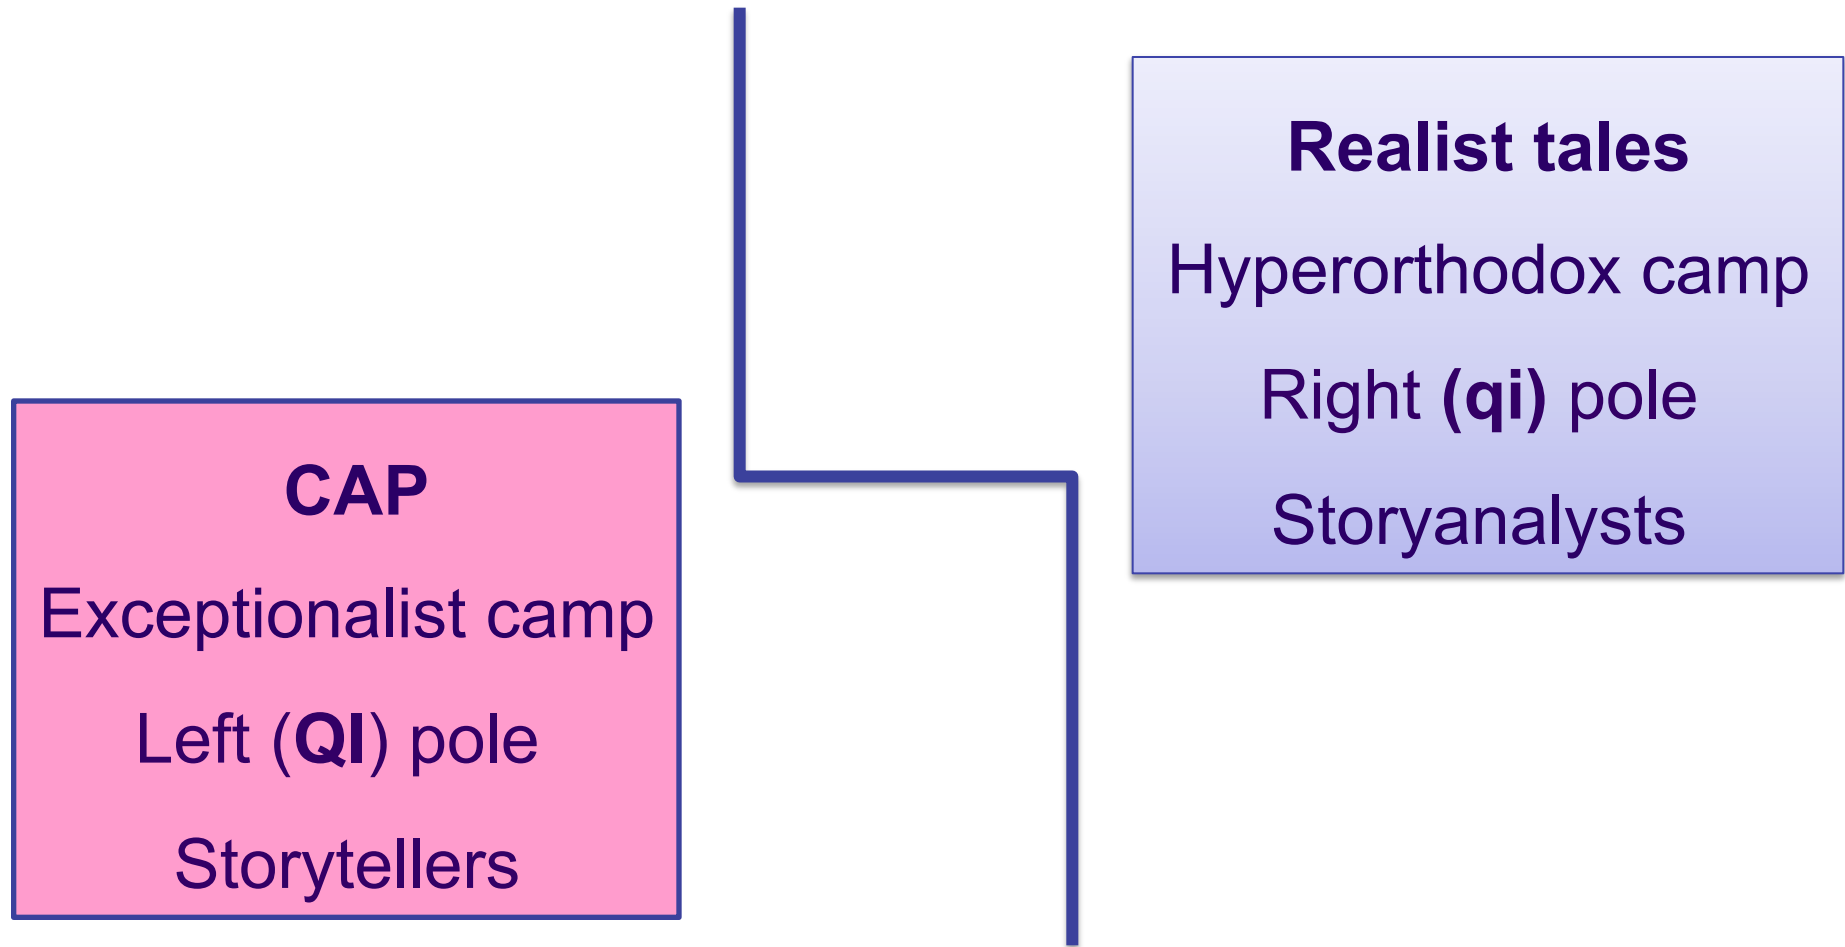 Realist tales
Hyperorthodox camp
Right (qi) pole
Storyanalysts
CAP
Exceptionalist camp
Left (QI) pole
Storytellers